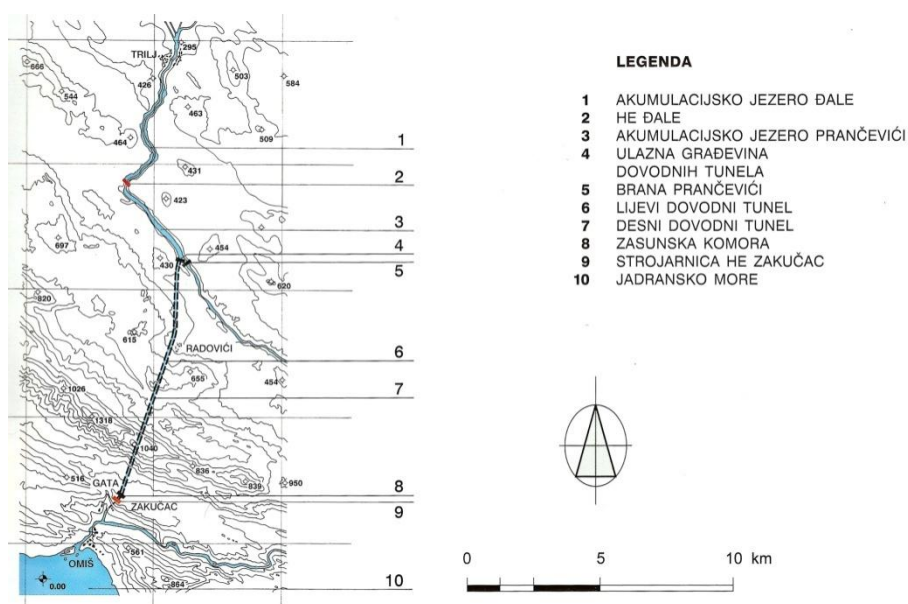 295
TRILJ
666
503
584
426
544
463
509
464
1
431
2
423
3
697
454
4
430
5
620
820
615
RADOVIĆI
6
655
454
7
1026
1318
1040
836
516
GATA
839
950
8
ZAKUČAC
9
561
OMIŠ
0.00
864
10
LEGENDA
1 AKUMULACIJSKO JEZERO ĐALE
2 HE ĐALE
3 AKUMULACIJSKO JEZERO PRANČEVIĆI
4 ULAZNA GRAĐEVINA
DOVODNIH TUNELA
5 BRANA PRANČEVIĆI
6 LIJEVI DOVODNI TUNEL
7 DESNI DOVODNI TUNEL
8 ZASUNSKA KOMORA
9 STROJARNICA HE ZAKUČAC
10 JADRANSKO MORE
0 5 10 km